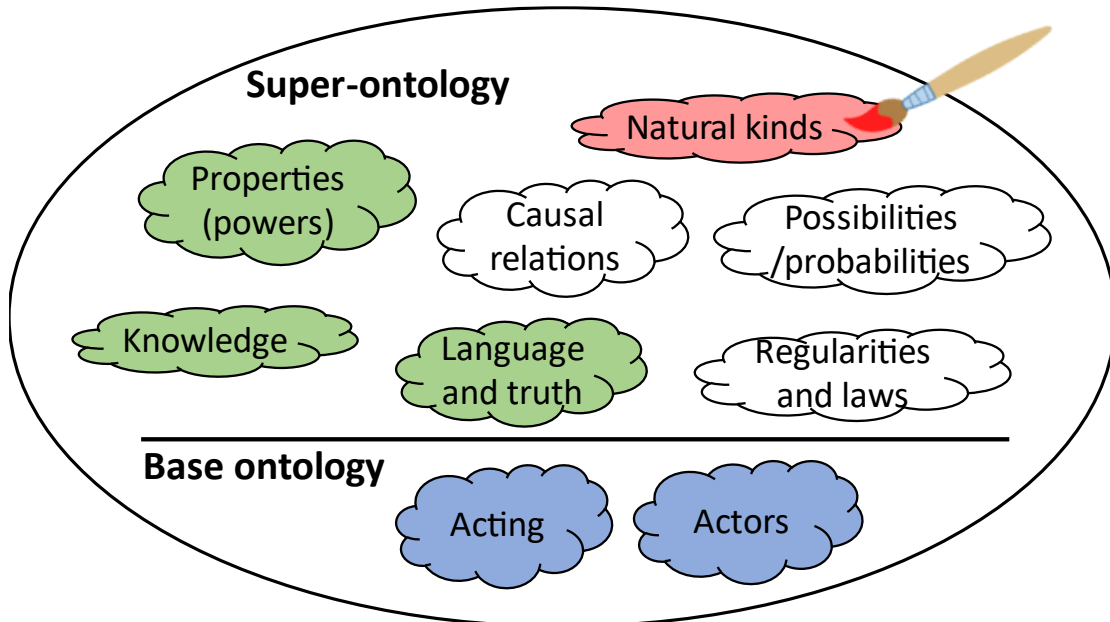 Super-ontology
Natural kinds
Properties
(powers)
Causal
relations
Possibilities
/probabilities
Knowledge
Language
and truth
Regularities
and laws
Base ontology
Acting
Actors